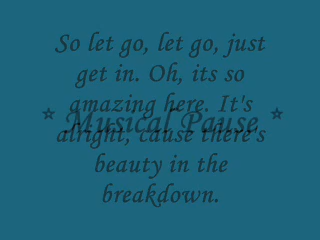 So let go, let go, just
get in. Oh, its so
amazing here. It's
☆ Musical Pause ☆
alright, cause there's
beauty in the
breakdown.